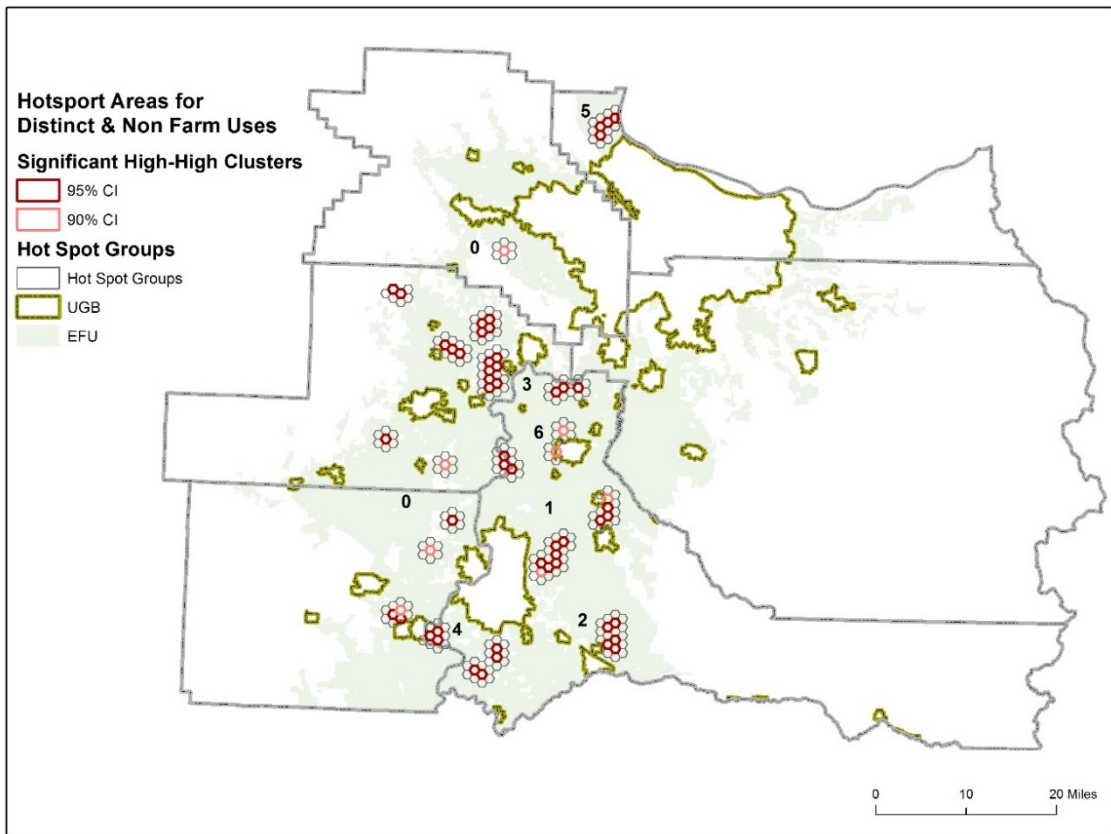 Hotsport Areas for
Distinct & Non Farm Uses
Significant High-High Clusters
95% CI
90% CI
Hot Spot Groups
Hot Spot Groups
UGB
EFU
5
0
3
6
0
1
4
2
0 10 20 Miles